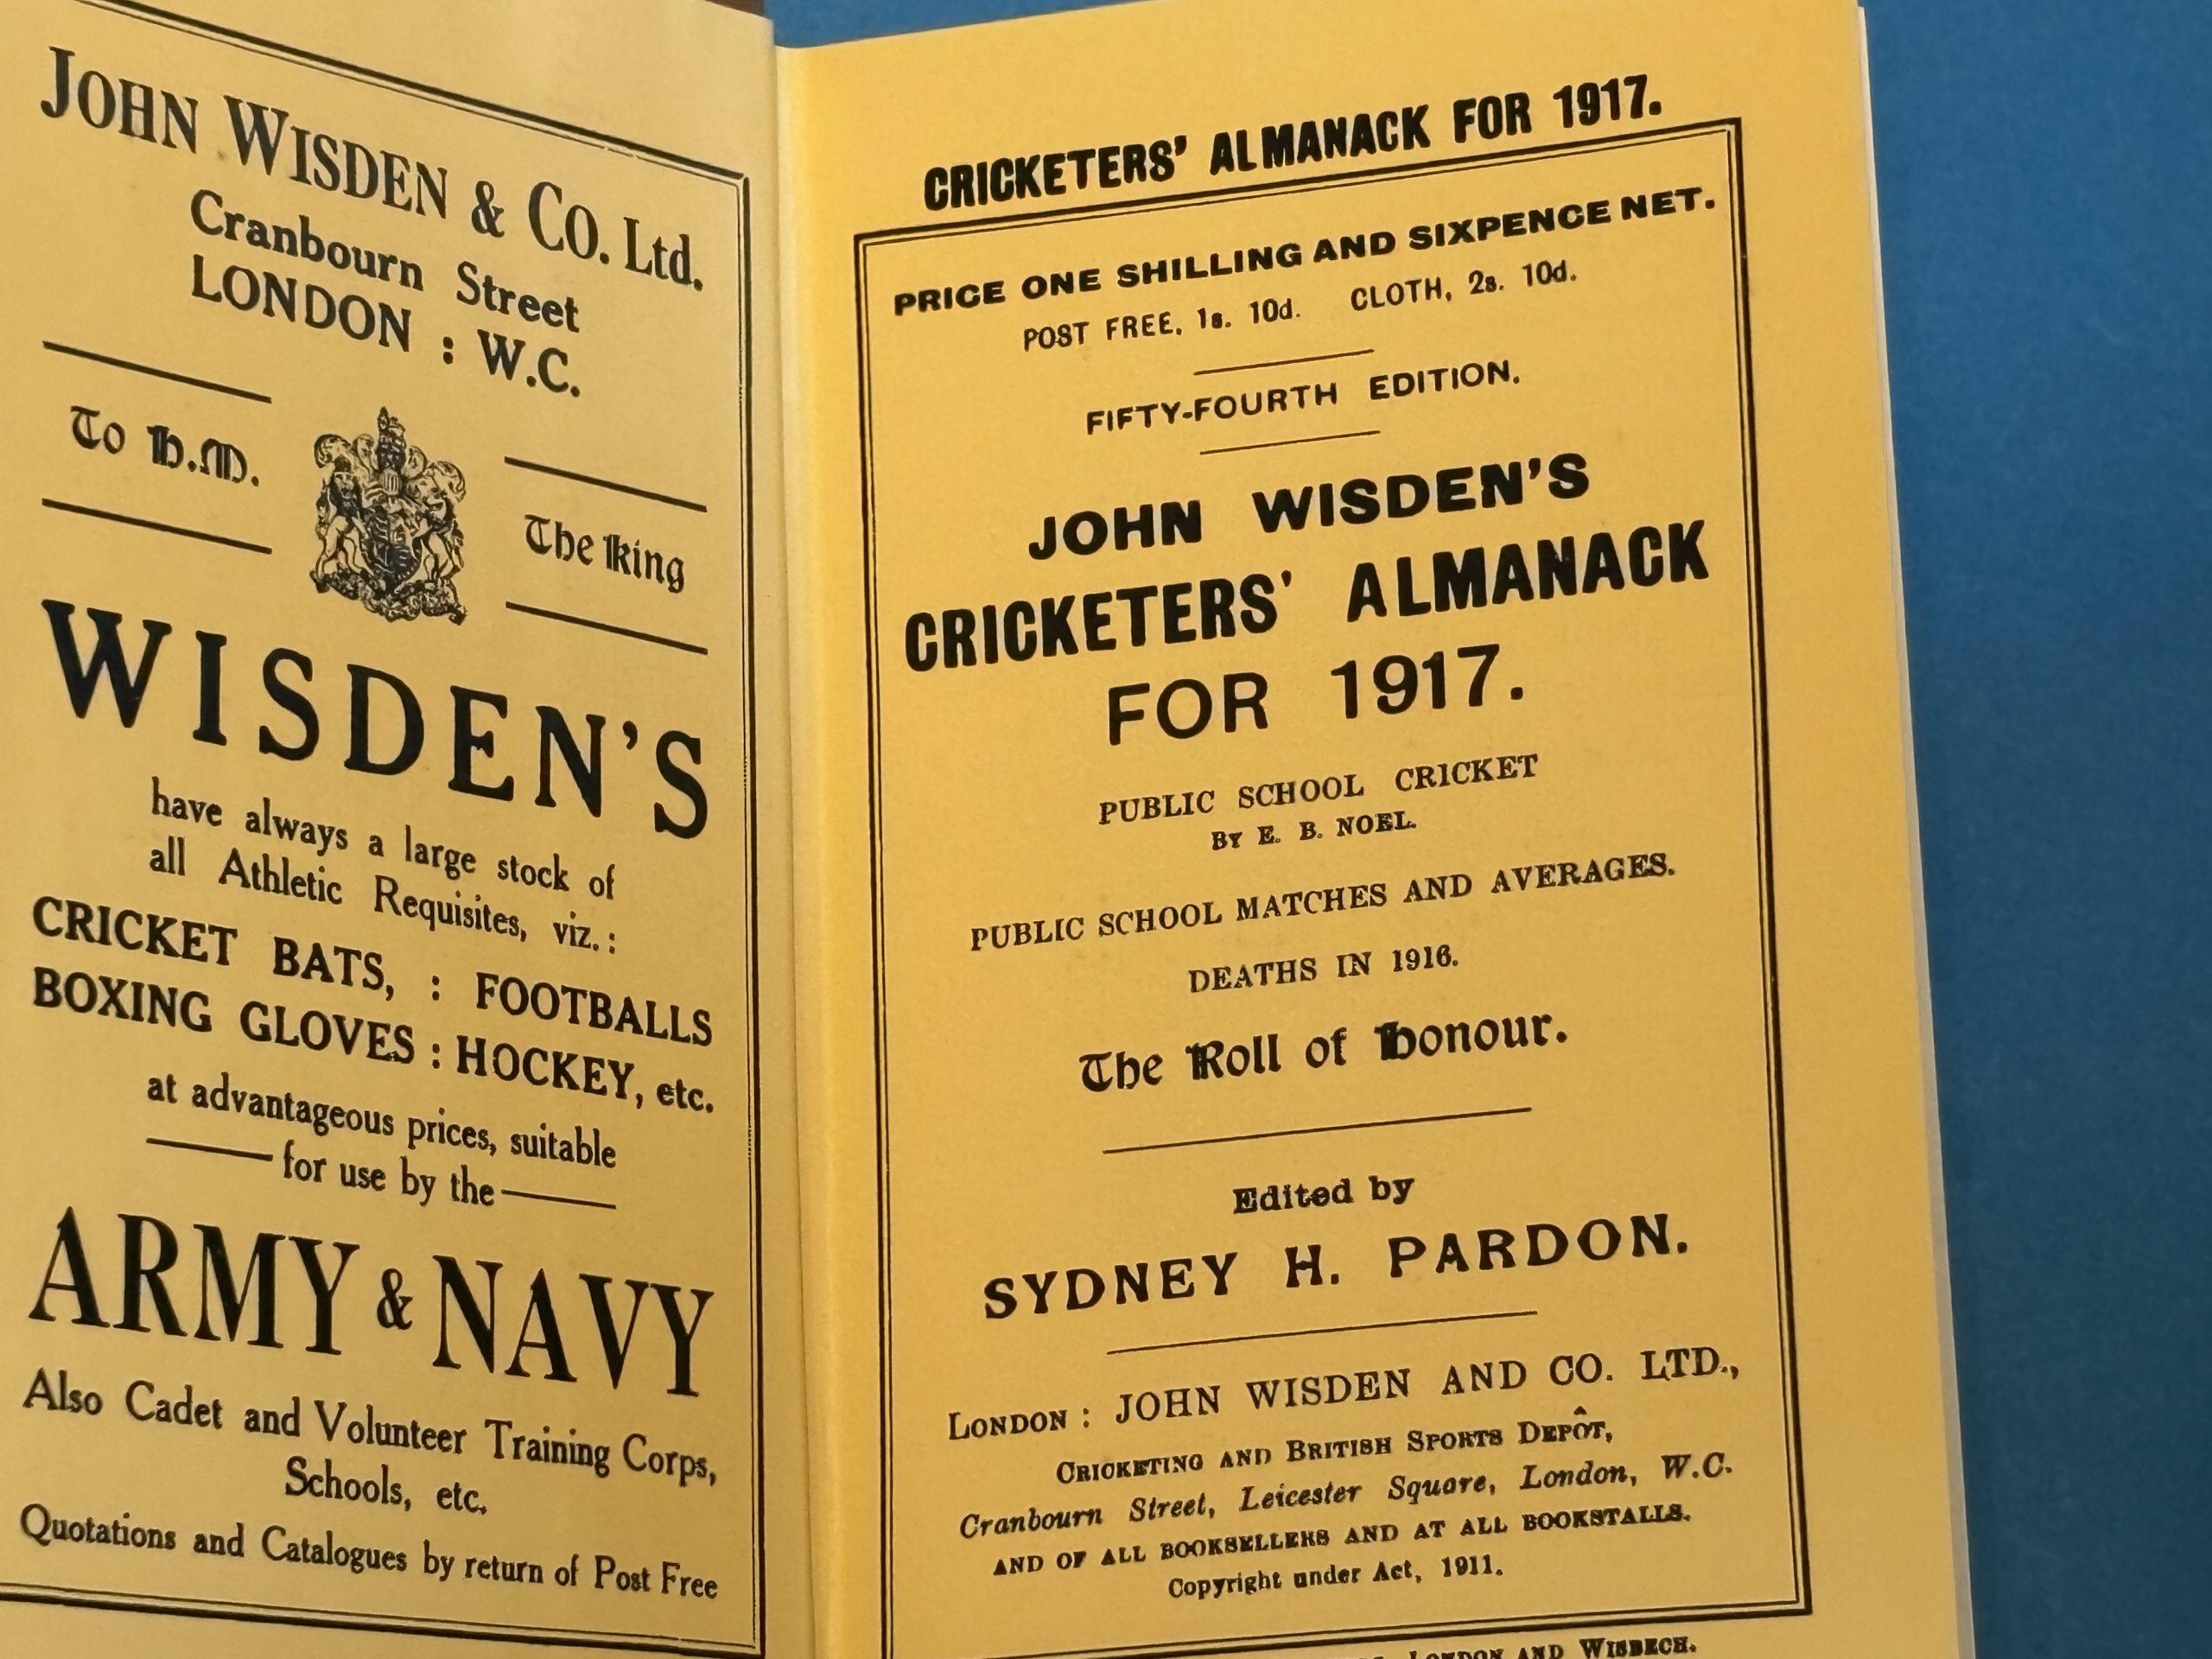 JOHN WISDEN & CO. Ltd.
Cranbourn Street
LONDON : W.C.
To H.M.
The King
WISDEN'S
have always a large stock of
all Athletic Requisites, viz. :
CRICKET BATS, : FOOTBALLS
BOXING GLOVES : HOCKEY, etc.
at advantageous prices, suitable
for use by the
ARMY & NAVY
Also Cadet and Volunteer Training Corps,
Schools, etc.
Quotations and Catalogues by return of Post Free
CRICKETERS' ALMANACK FOR 1917.
PRICE ONE SHILLING AND SIXPENCE NET.
POST FREE, 1s. 10d. CLOTH, 2s. 10d.
FIFTY-FOURTH EDITION.
JOHN WISDEN'S
CRICKETERS' ALMANACK
FOR 1917.
PUBLIC SCHOOL CRICKET
BY E. B. NOEL.
PUBLIC SCHOOL MATCHES AND AVERAGES.
DEATHS IN 1916.
The Roll of Honour.
Edited by
SYDNEY H. PARDON.
LONDON : JOHN WISDEN AND CO. LTD.,
CRICKETING AND BRITISH SPORTS DEPÔT,
Cranbourn Street, Leicester Square, London, W.C.
AND OF ALL BOOKSELLERS AND AT ALL BOOKSTALLS.
Copyright under Act, 1911.
LONDON AND WISBECH.